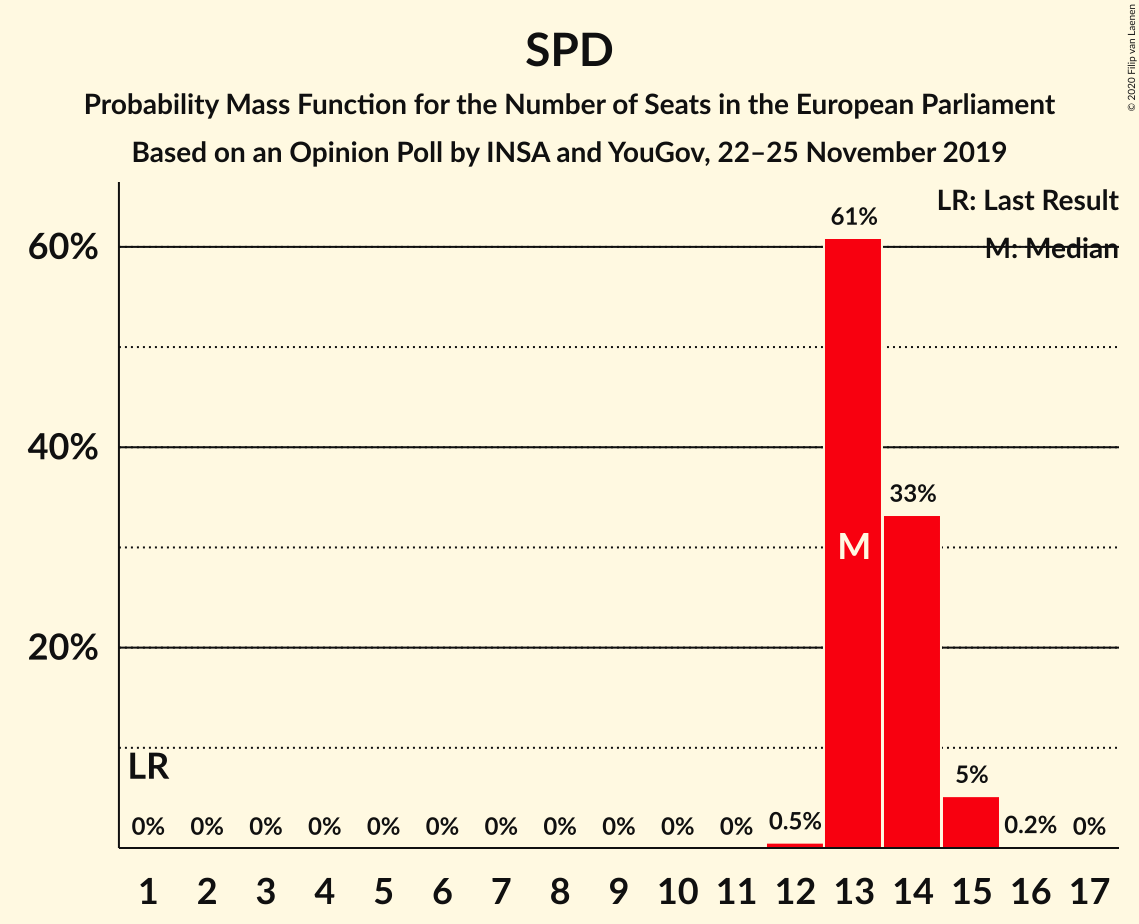 SPD
Probability Mass Function for the Number of Seats in the European Parliament
Based on an Opinion Poll by INSA and YouGov, 22–25 November 2019
© 2020 Filip van Laenen
LR: Last Result
M: Median
60%
40%
20%
61%
33%
M
LR
5%
0% 0% 0% 0% 0% 0% 0% 0% 0% 0% 0% 0.5% 0.2% 0%
1 2 3 4 5 6 7 8 9 10 11 12 13 14 15 16 17